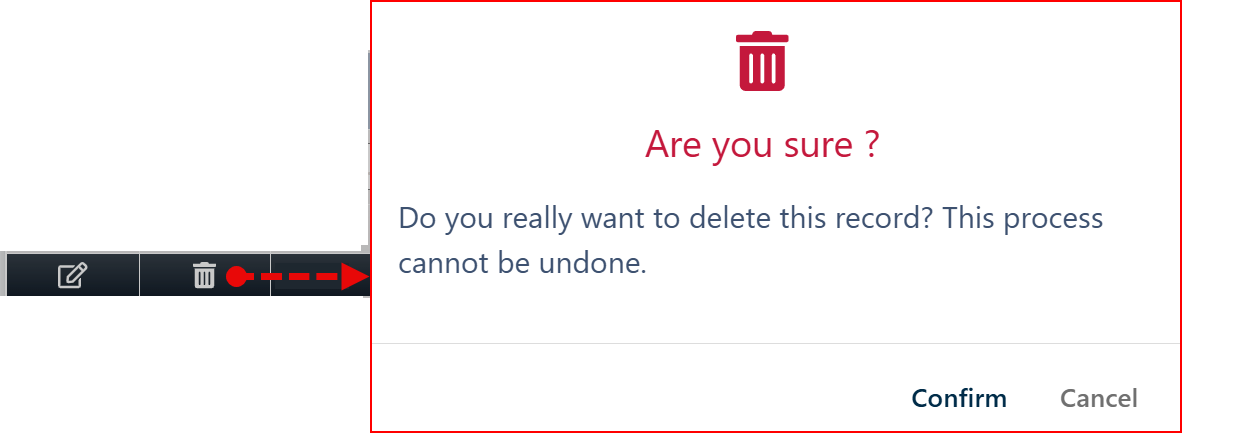 Are you sure ?
Do you really want to delete this record? This process
cannot be undone.
Confirm Cancel